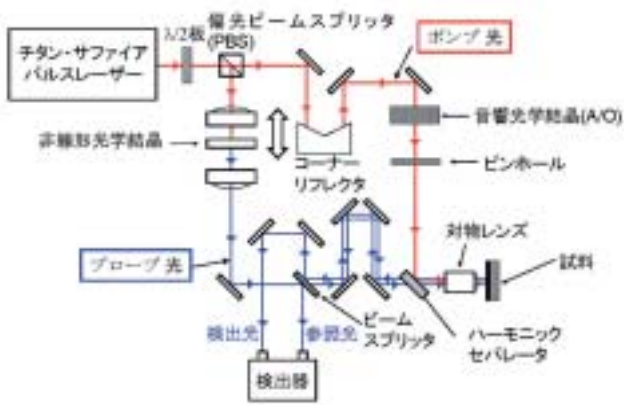 チタン・サファイア
パルスレーザー
λ/2板
偏光ビームスプリッタ
(PBS)
ポンプ光
音響光学結晶(A/O)
非線形光学結晶
コーナー
リフレクタ
ピンホール
対物レンズ
試料
プローブ光
検出光
参照光
ビーム
スプリッタ
ハーモニック
セパレータ
検出器